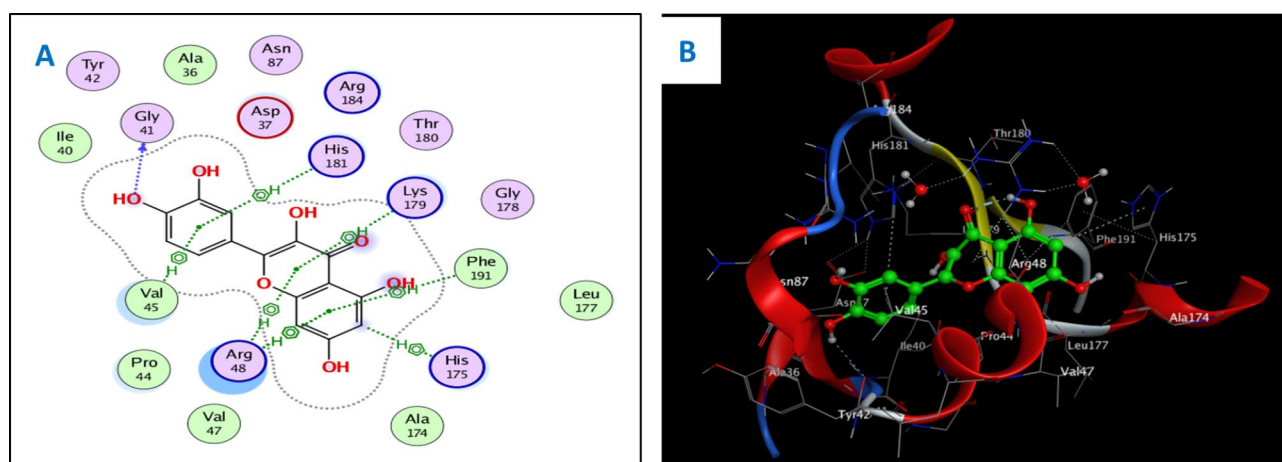 A
Tyr
42
Ala
36
Asn
87
Arg
184
Gly
41
Asp
37
Thr
180
Ile
40
His
181
OH
HO
H
Lys
179
Gly
178
OH
O
Phe
191
H
O
OH
H
Val
45
H
H
H
Leu
177
Arg
48
OH
H
His
175
Pro
44
Val
47
Ala
174
B
His181
Thr180
His175
Phe191
Arg48
Asn87
Val45
Ala174
Ile40
Pro44
Leu177
Val47
Ala36
Tyr42